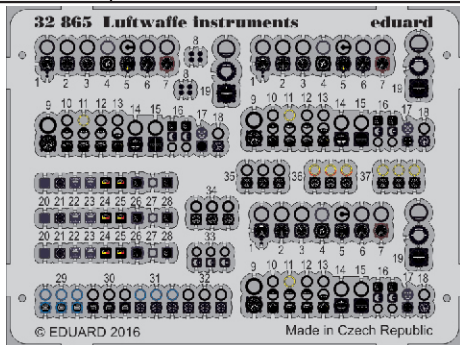 32 865 Luftwaffe instruments eduard
8
1 2 3 4 5 6 7 8 19
1 2 3 4 5 6 7 19
9 10 11 12 13 14 15 16 17 18
9 10 11 12 13 14 15 16 17 18
35 36 37
20 21 22 23 24 25 26 27 28
34
20 21 22 23 24 25 26 27 28
33
20 21 22 23 24 25 26 27 28
1 2 3 4 5 6 7 19
29 30 31 32
9 10 11 12 13 14 15 16 17 18
© EDUARD 2016 Made in Czech Republic